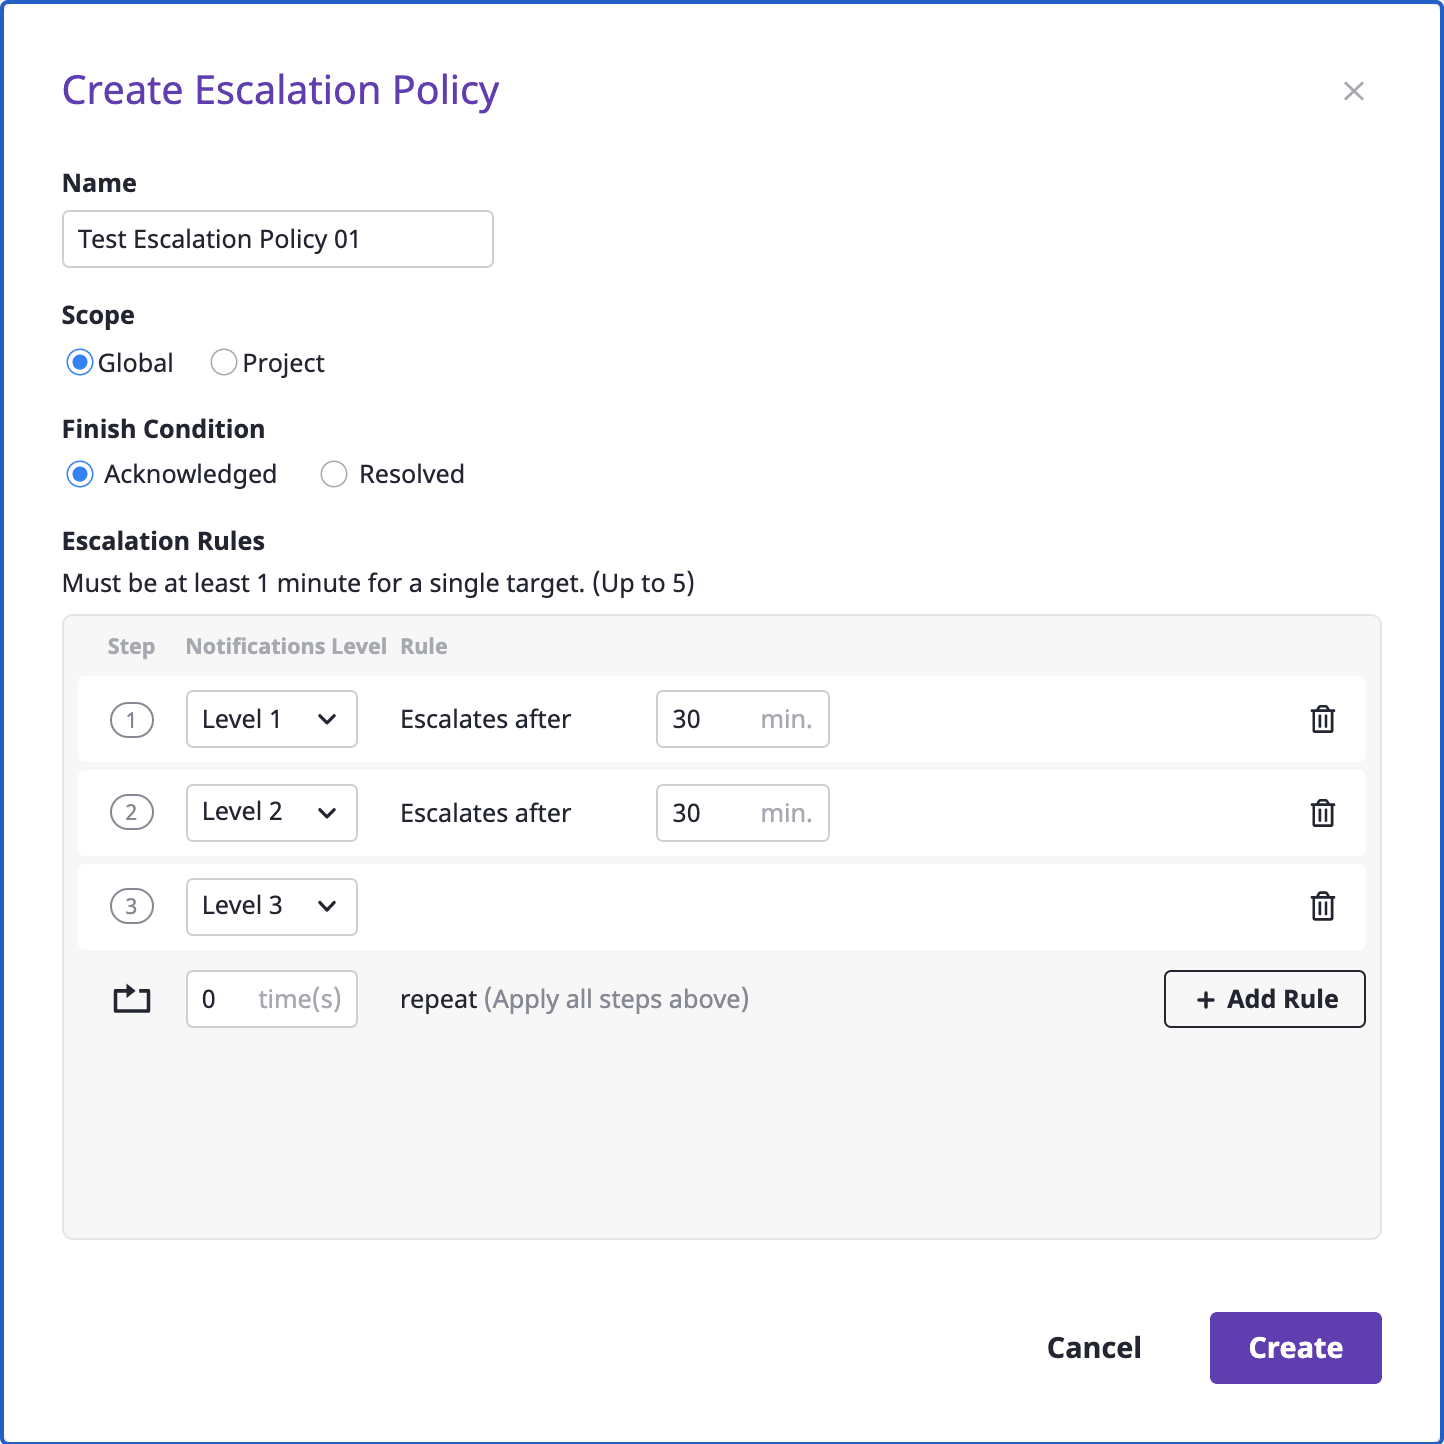 Create Escalation Policy
Name
Test Escalation Policy 01
Scope
Global Project
Finish Condition
Acknowledged Resolved
Escalation Rules
Must be at least 1 minute for a single target. (Up to 5)
Step Notifications Level Rule
1 Level 1 Escalates after 30 min.
2 Level 2 Escalates after 30 min.
3 Level 3
0 time(s) repeat (Apply all steps above) + Add Rule
Cancel Create